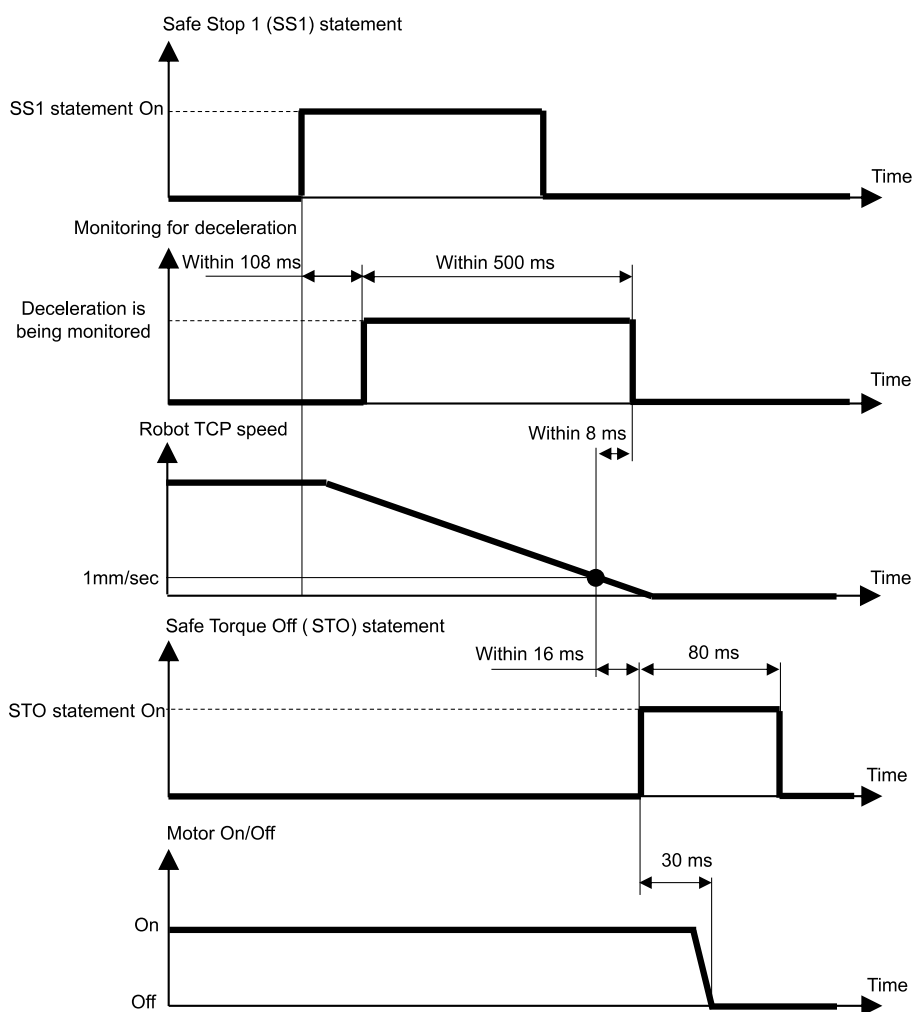 Safe Stop 1 (SS1) statement
SS1 statement On
Time
Monitoring for deceleration
Within 108 ms
Within 500 ms
Deceleration is
being monitored
Time
Robot TCP speed
Within 8 ms
1mm/sec
Time
Safe Torque Off ( STO) statement
Within 16 ms
80 ms
STO statement On
Time
Motor On/Off
30 ms
On
Time
Off